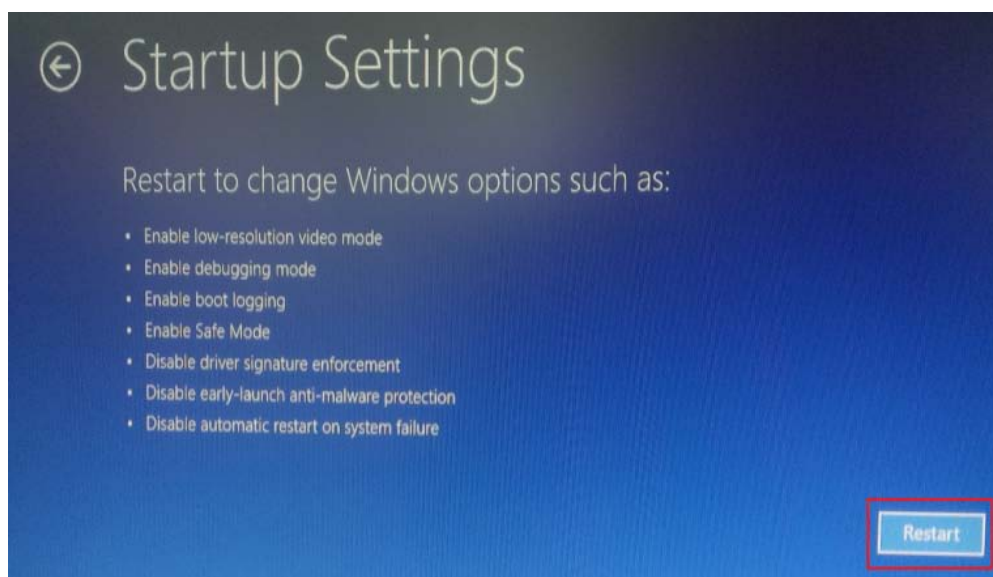 Startup Settings
Restart to change Windows options such as:
• Enable low-resolution video mode
• Enable debugging mode
• Enable boot logging
• Enable Safe Mode
• Disable driver signature enforcement
• Disable early-launch anti-malware protection
• Disable automatic restart on system failure
Restart